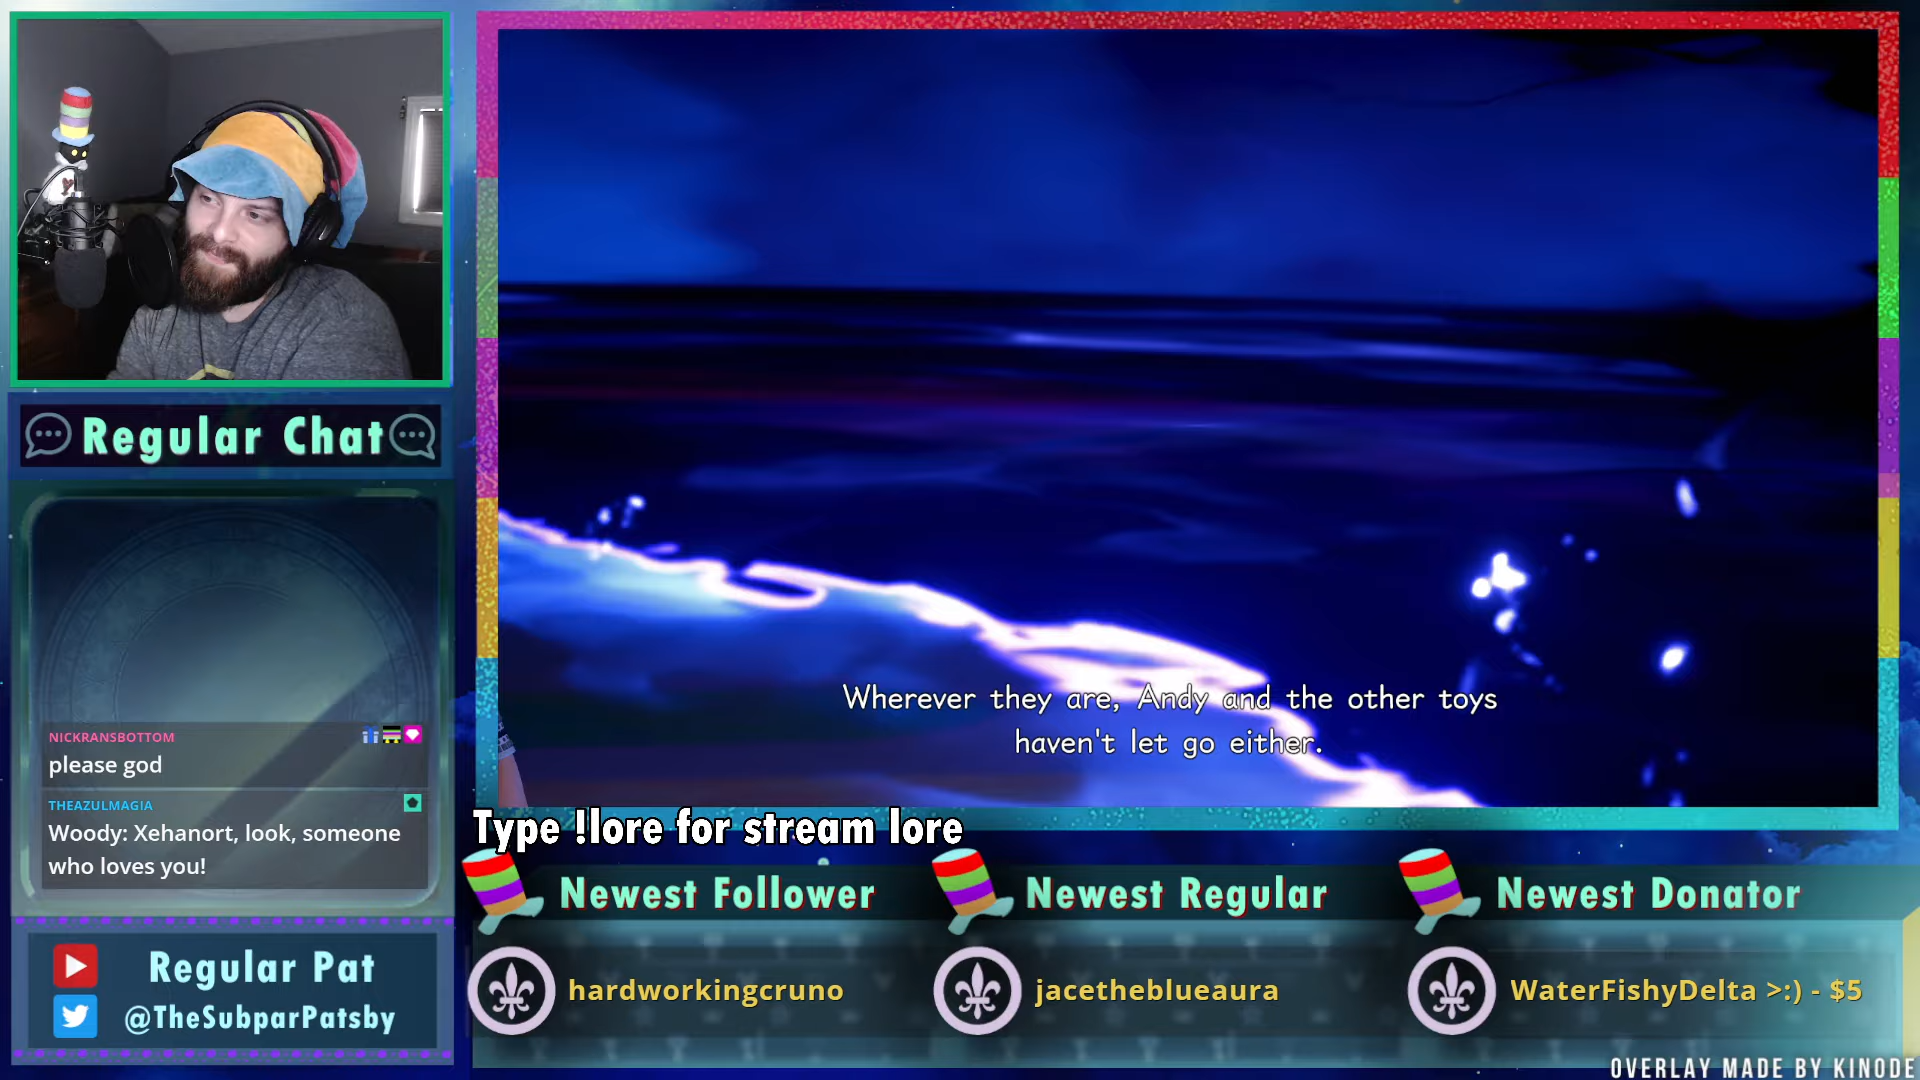 Regular Chat
NICKRANSBOTTOM
please god
THEAZULMAGIA
Woody: Xehanort, look, someone
who loves you!
Regular Pat
@TheSubparPatsby
Wherever they are, Andy and the other toys
haven't let go either.
Type !lore for stream lore
Newest Follower
hardworkingcruno
Newest Regular
jacetheblueaura
Newest Donator
WaterFishyDelta >:) - $5
OVERLAY MADE BY KINODE